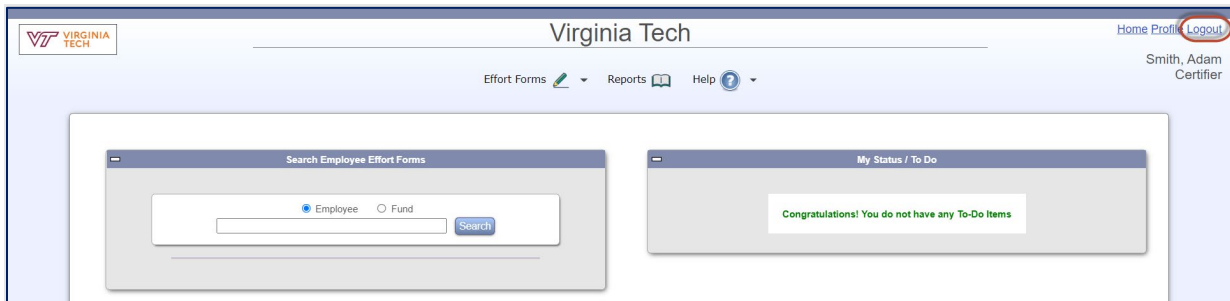 VT VIRGINIA TECH
Virginia Tech
Home Profile Logout
Smith, Adam
Certifier
Effort Forms Reports Help ?
Search Employee Effort Forms
Employee Fund
Search
My Status / To Do
Congratulations! You do not have any To-Do Items